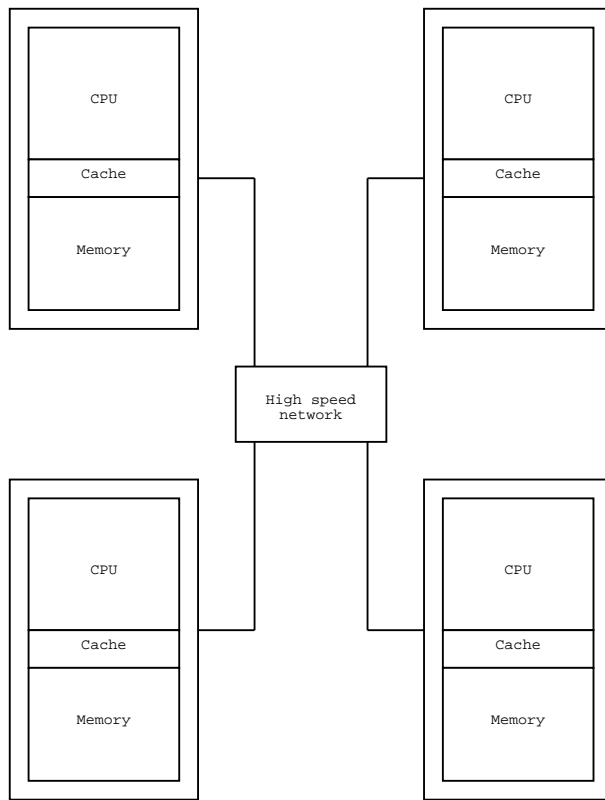 CPU
Cache
Memory
CPU
Cache
Memory
High speed
network
CPU
Cache
Memory
CPU
Cache
Memory